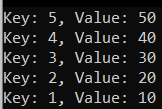 Key: 5, Value: 50
Key: 4, Value: 40
Key: 3, Value: 30
Key: 2, Value: 20
Key: 1, Value: 10